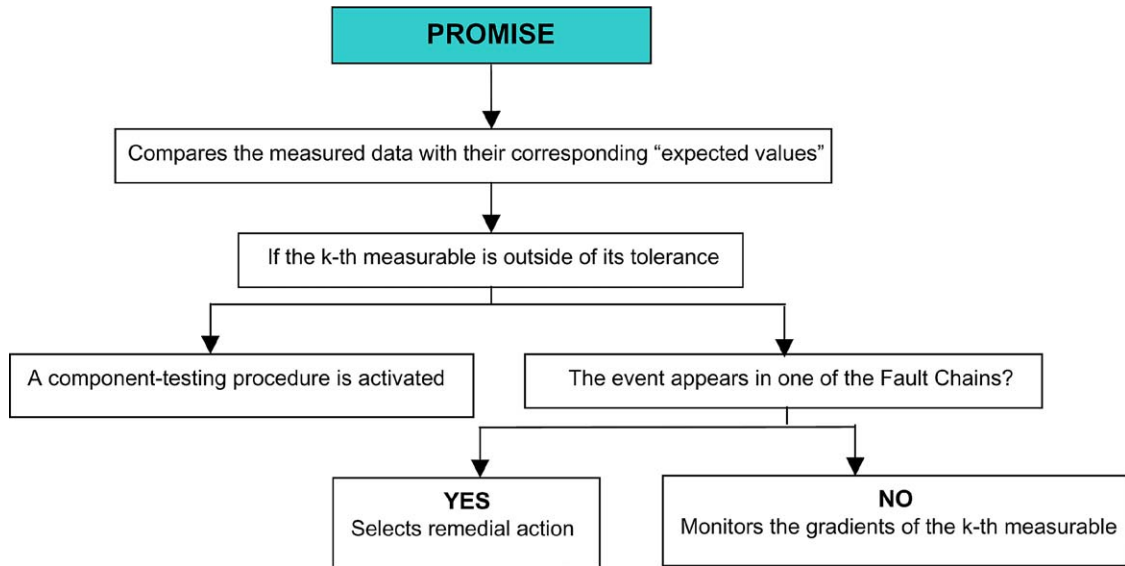 PROMISE
Compares the measured data with their corresponding “expected values”
If the k-th measurable is outside of its tolerance
A component-testing procedure is activated
The event appears in one of the Fault Chains?
YES
Selects remedial action
NO
Monitors the gradients of the k-th measurable